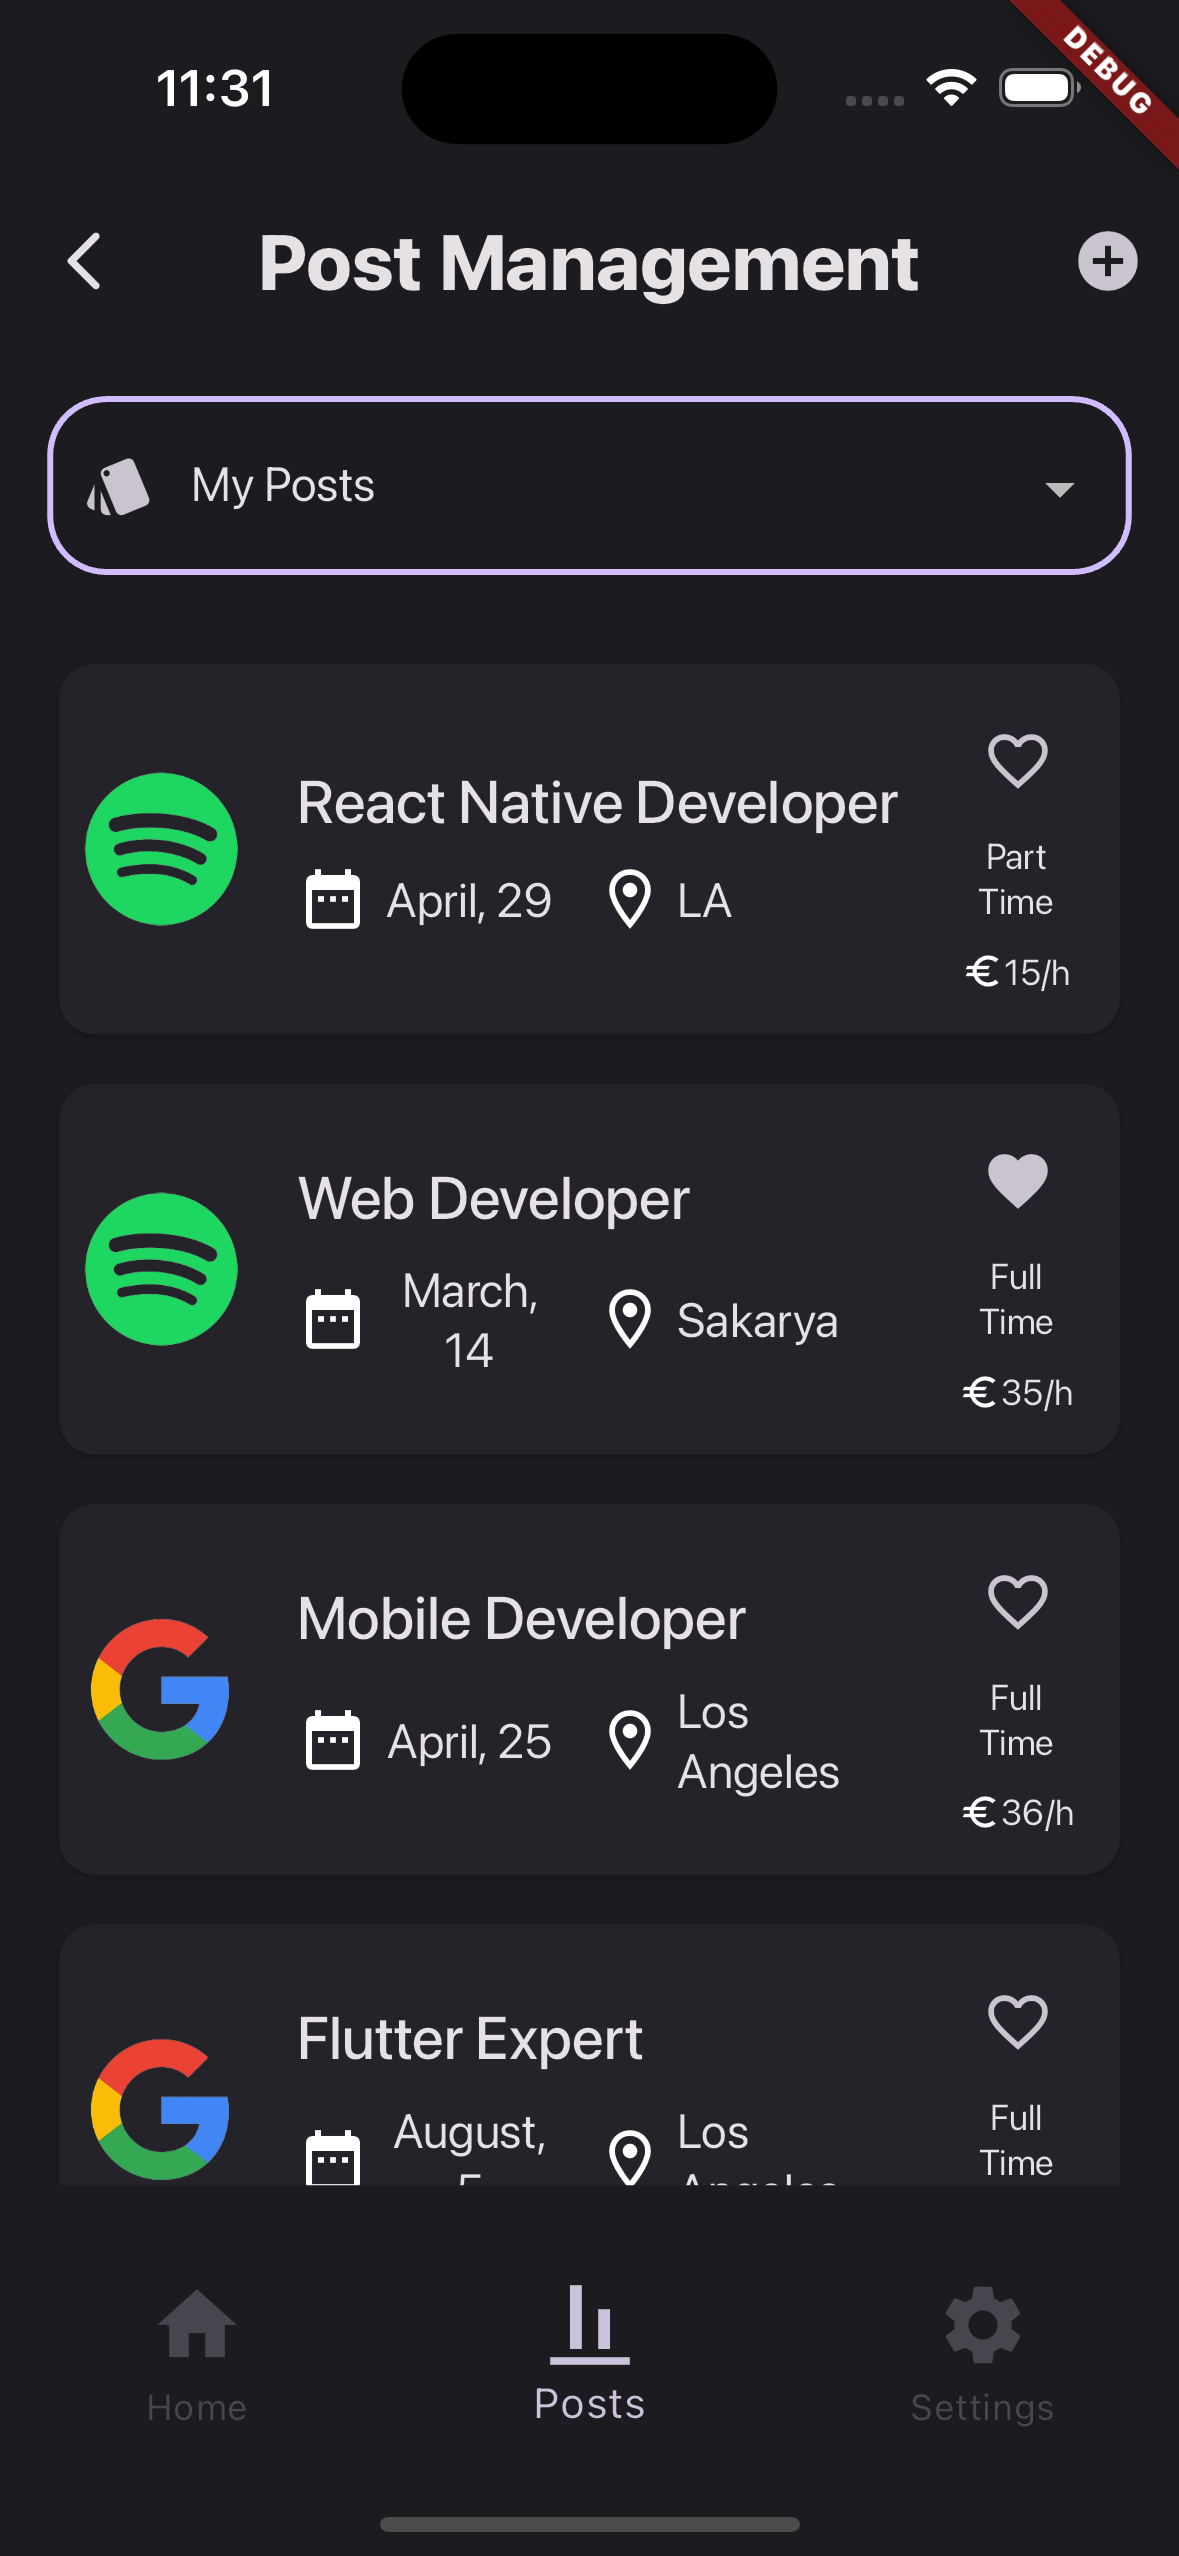 11:31
DEBUG
Post Management
My Posts
React Native Developer
April, 29
LA
Part
Time
€15/h
Web Developer
March,
14
Sakarya
Full
Time
€35/h
Mobile Developer
April, 25
Los
Angeles
Full
Time
€36/h
Flutter Expert
August,
5
Los
Angeles
Full
Time
Home
Posts
Settings